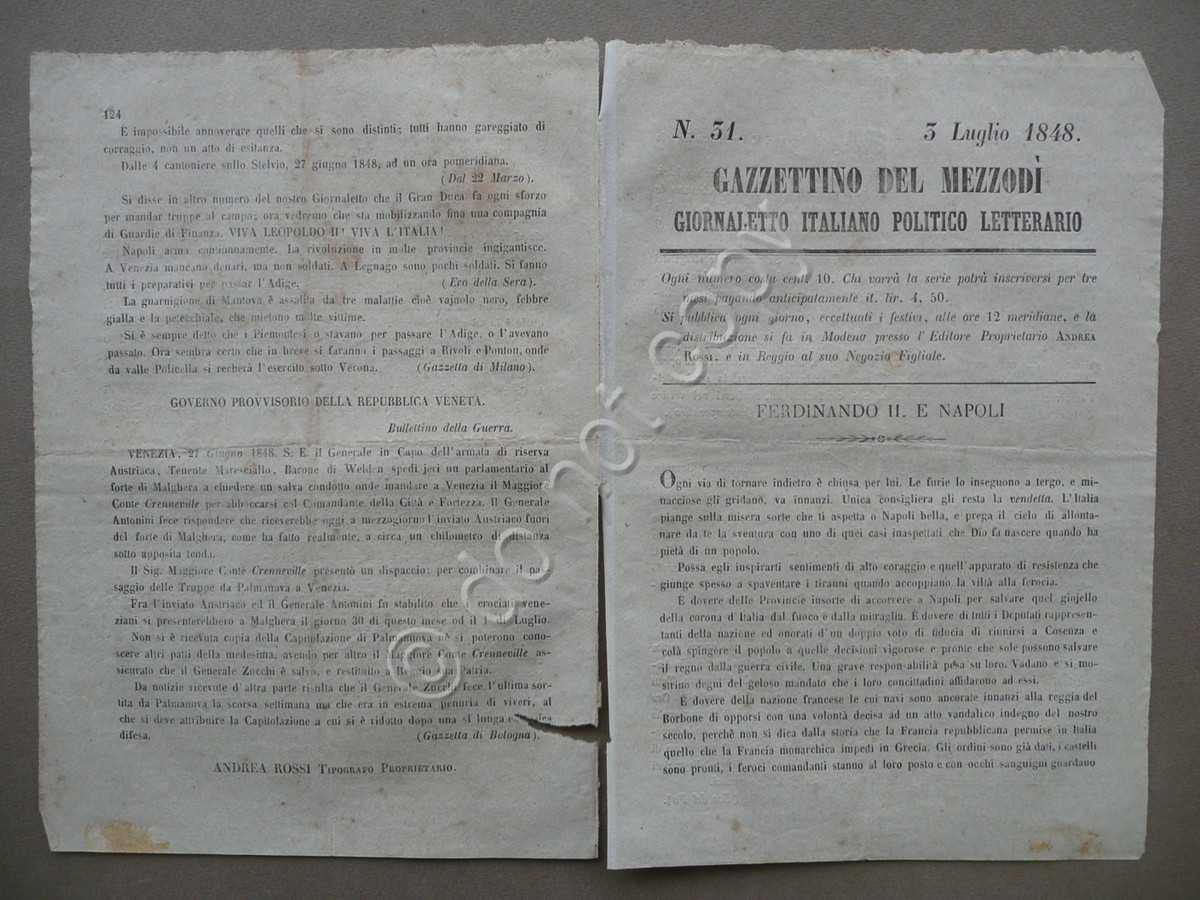 124
È impossibile annoverare quelli che si sono distinti; tutti hanno gareggiato di
corraggio, non un atto di esitanza.
Dalle 4 cantoniere sullo Stelvio, 27 giugno 1848, ad un ora pomeridiana.
(Dal 22 Marzo).
Si disse in altro numero del nostro Giornaletto che il Gran Duca fa ogni sforzo
per mandar truppe al campo; ora vedremo che sta mobilizzando fino una compagnia
di Guardie di Finanza. VIVA LEOPOLDO II! VIVA L'ITALIA!
Napoli arma continuamente. La rivoluzione in molte provincie ingigantisce.
A Venezia mancano denari, ma non soldati. A Legnago sono pochi soldati. Si fanno
tutti i preparativi per passar l'Adige. (Eco della Sera).
La guarnigione di Mantova è assalita da tre malattie cioè vajuolo nero, febbre
gialla e la petecchiale, che mietono molte vittime.
Si è sempre detto che i Piemontesi o stavano per passare l'Adige, o l'avevano
passato. Ora sembra certo che in breve si faranno i passaggi a Rivoli e Ponton, onde
da valle Policella si recherà l'esercito sotto Verona. (Gazzetta di Milano).
GOVERNO PROVVISORIO DELLA REPUBBLICA VENETA.
Bullettino della Guerra.
VENEZIA, 27 Giugno 1848. S. E. il Generale in Capo dell'armata di riserva
Austriaca, Tenente Maresciallo, Barone di Welden spedì jeri un parlamentario al
forte di Malghera a chiedere un salva condotto onde mandare a Venezia il Maggiore
Conte Crenneville per abboccarsi col Comandante della Città e Fortezza. Il Generale
Antonini fece rispondere che riceverebbe oggi a mezzogiorno l'inviato Austriaco fuori
del forte di Malghera, come ha fatto realmente, a circa un chilometro di distanza
sotto apposita tenda.
Il Sig. Maggiore Conte Crenneville presentò un dispaccio: per combinare il pas-
saggio delle Truppe da Palmanova a Venezia.
Fra l'inviato Austriaco ed il Generale Antonini fu stabilito che i crociati vene-
ziani si presenterebbero a Malghera il giorno 30 di questo mese od il 1 di Luglio.
Non si è ricevuta copia della Capitolazione di Palmanova nè si poterono cono-
scere altri patti della medesima, avendo per altro il Maggiore Conte Crenneville as-
sicurato che il Generale Zucchi è salvo, e restituito a Reggio sua Patria.
Da notizie ricevute d'altra parte risulta che il Generale Zucchi fece l'ultima sor-
tita da Palmanova la scorsa settimana ma che era in estrema penuria di viveri, al
che si deve attribuire la Capitolazione a cui si è ridotto dopo una sì lunga
difesa. (Gazzetta di Bologna).
ANDREA ROSSI TIPOGRAFO PROPRIETARIO.
N. 31. 3 Luglio 1848.
GAZZETTINO DEL MEZZODÌ
GIORNALETTO ITALIANO POLITICO LETTERARIO
Ogni numero costa cent. 10. Chi vorrà la serie potrà inscriversi per tre
mesi pagando anticipatamente it. lir. 4, 50.
Si pubblica ogni giorno, eccettuati i festivi, alle ore 12 meridiane, e la
distribuzione si fa in Modena presso l'Editore Proprietario ANDREA
ROSSI, e in Reggio al suo Negozio Figliale.
FERDINANDO II. E NAPOLI
Ogni via di tornare indietro è chiusa per lui. Le furie lo inseguono a tergo, e mi-
nacciose gli gridano, va innanzi. Unica consigliera gli resta la vendetta. L'Italia
piange sulla misera sorte che ti aspetta o Napoli bella, e prega il cielo di allonta-
nare da te la sventura con uno di quei casi inaspettati che Dio fa nascere quando ha
pietà di un popolo.
Possa egli inspirarti sentimenti di alto coraggio e quell'apparato di resistenza che
giunge spesso a spaventare i tiranni quando accoppiano la viltà alla ferocia.
È dovere delle Provincie insorte di accorrere a Napoli per salvare quel giojello
della corona d'Italia dal fuoco e dalla mitraglia. È dovere di tutti i Deputati rappresen-
tanti della nazione ed onorati d'un doppio voto di fiducia di riunirsi a Cosenza e
colà spingere il popolo a quelle decisioni vigorose e pronte che sole possono salvare
il regno dalla guerra civile. Una grave responsabilità pesa su loro. Vadano e si mo-
strino degni del geloso mandato che i loro concittadini affidarono ad essi.
È dovere della nazione francese le cui navi sono ancorate innanzi alla reggia del
Borbone di opporsi con una volontà decisa ad un atto vandalico indegno del nostro
secolo, perchè non si dica dalla storia che la Francia repubblicana permise in Italia
quello che la Francia monarchica impedì in Grecia. Gli ordini sono già dati, i castelli
sono pronti, i feroci comandanti stanno al loro posto e con occhi sanguigni guardano
© do not copy